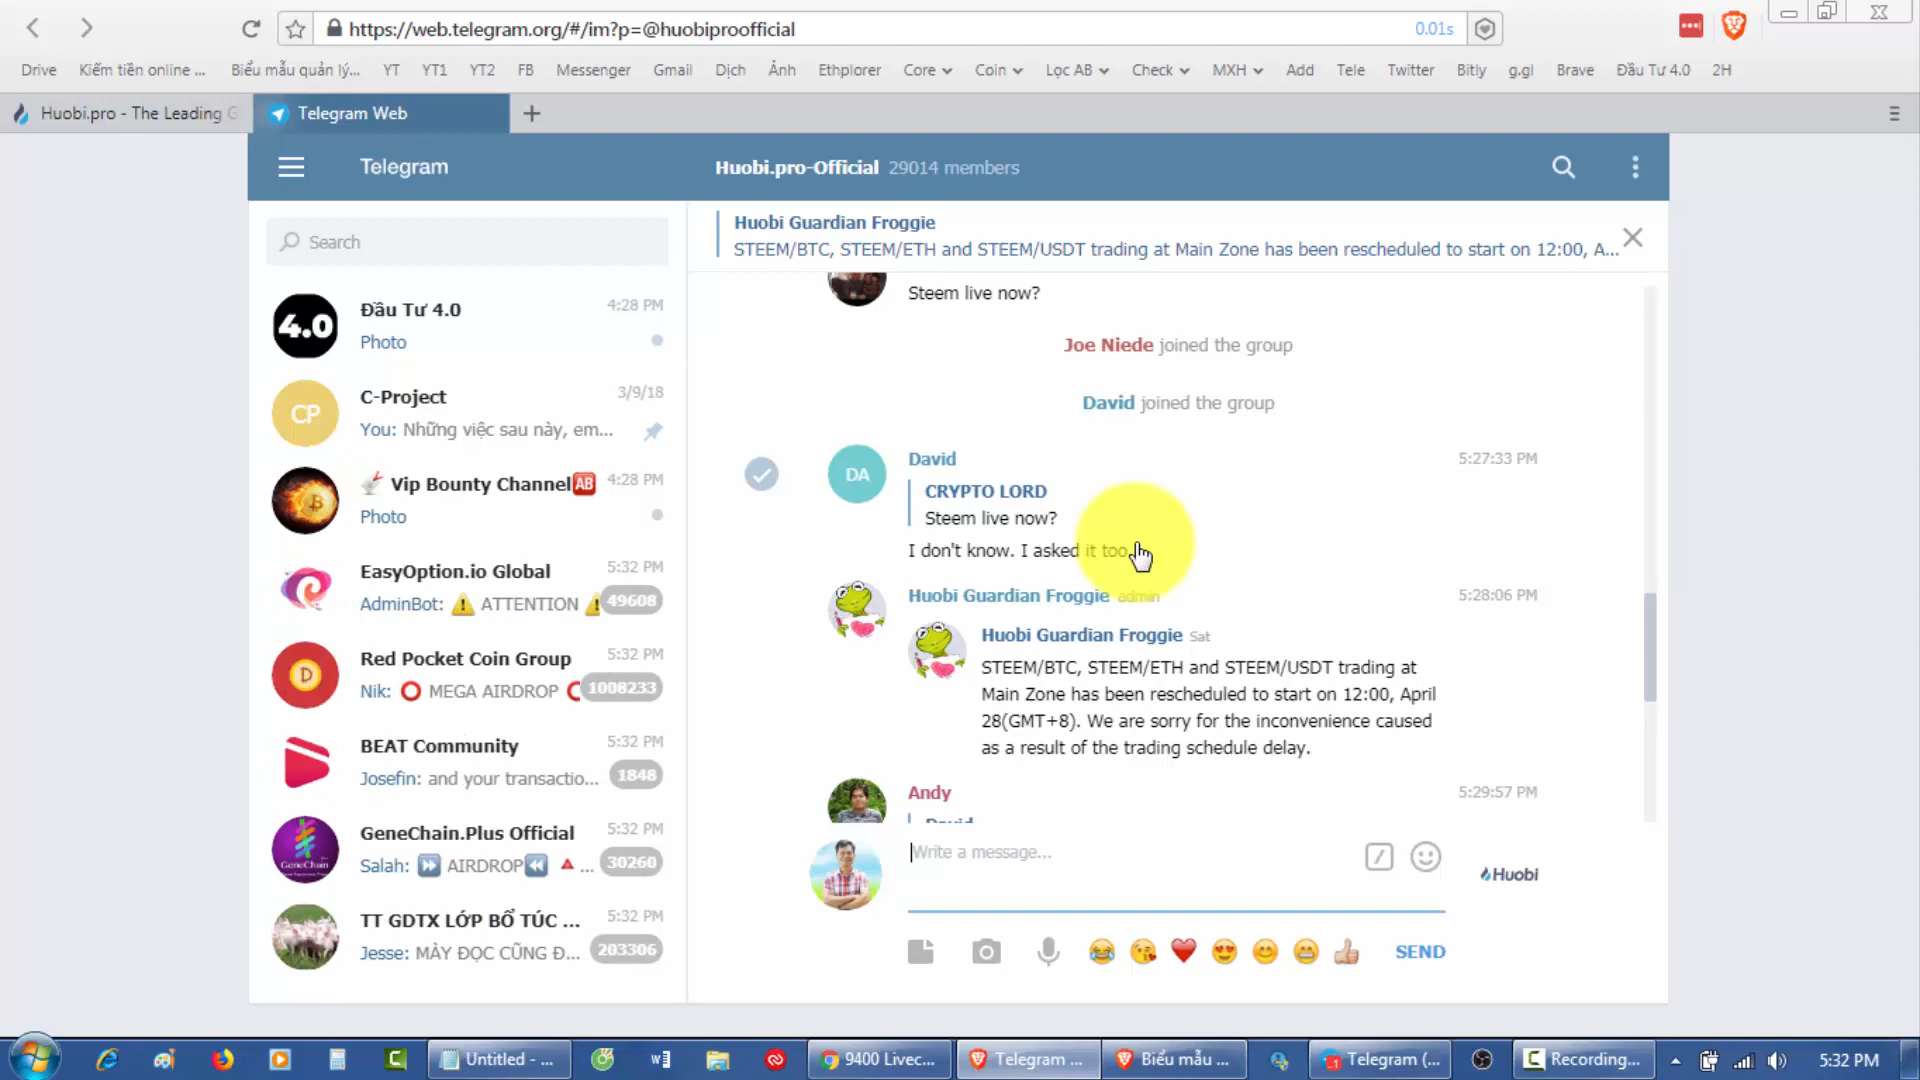 https://web.telegram.org/#/im?p=@huobiproofficial
0.01s
Drive
Kiếm tiền online ...
Biểu mẫu quản lý...
YT
YT1
YT2
FB
Messenger
Gmail
Dịch
Ảnh
Ethplorer
Core
Coin
Lọc AB
Check
MXH
Add
Tele
Twitter
Bitly
g.gl
Brave
Đầu Tư 4.0
2H
Huobi.pro - The Leading G
Telegram Web
Telegram
Huobi.pro-Official 29014 members
Search
4.0
Đầu Tư 4.0
4:28 PM
Photo
CP
C-Project
3/9/18
You: Những việc sau này, em...
Vip Bounty Channel AB
4:28 PM
Photo
EasyOption.io Global
5:32 PM
AdminBot: ⚠ ATTENTION ⚠
49608
Red Pocket Coin Group
5:32 PM
Nik: ⭕ MEGA AIRDROP
1008233
BEAT Community
5:32 PM
Josefin: and your transactio...
1848
GeneChain
GeneChain.Plus Official
5:32 PM
Salah: ⏩ AIRDROP⏪ 🔺 ...
30260
TT GDTX LỚP BỔ TÚC ...
5:32 PM
Jesse: MÀY ĐỌC CŨNG Đ...
203306
Huobi Guardian Froggie
STEEM/BTC, STEEM/ETH and STEEM/USDT trading at Main Zone has been rescheduled to start on 12:00, A...
Steem live now?
Joe Niede joined the group
David joined the group
DA
David
5:27:33 PM
CRYPTO LORD
Steem live now?
I don't know. I asked it too
Huobi Guardian Froggie admin
5:28:06 PM
Huobi Guardian Froggie Sat
STEEM/BTC, STEEM/ETH and STEEM/USDT trading at
Main Zone has been rescheduled to start on 12:00, April
28(GMT+8). We are sorry for the inconvenience caused
as a result of the trading schedule delay.
Andy
5:29:57 PM
David
Write a message...
Huobi
SEND
Untitled - ...
9400 Livec...
Telegram ...
Biểu mẫu ...
Telegram (...
Recording...
5:32 PM